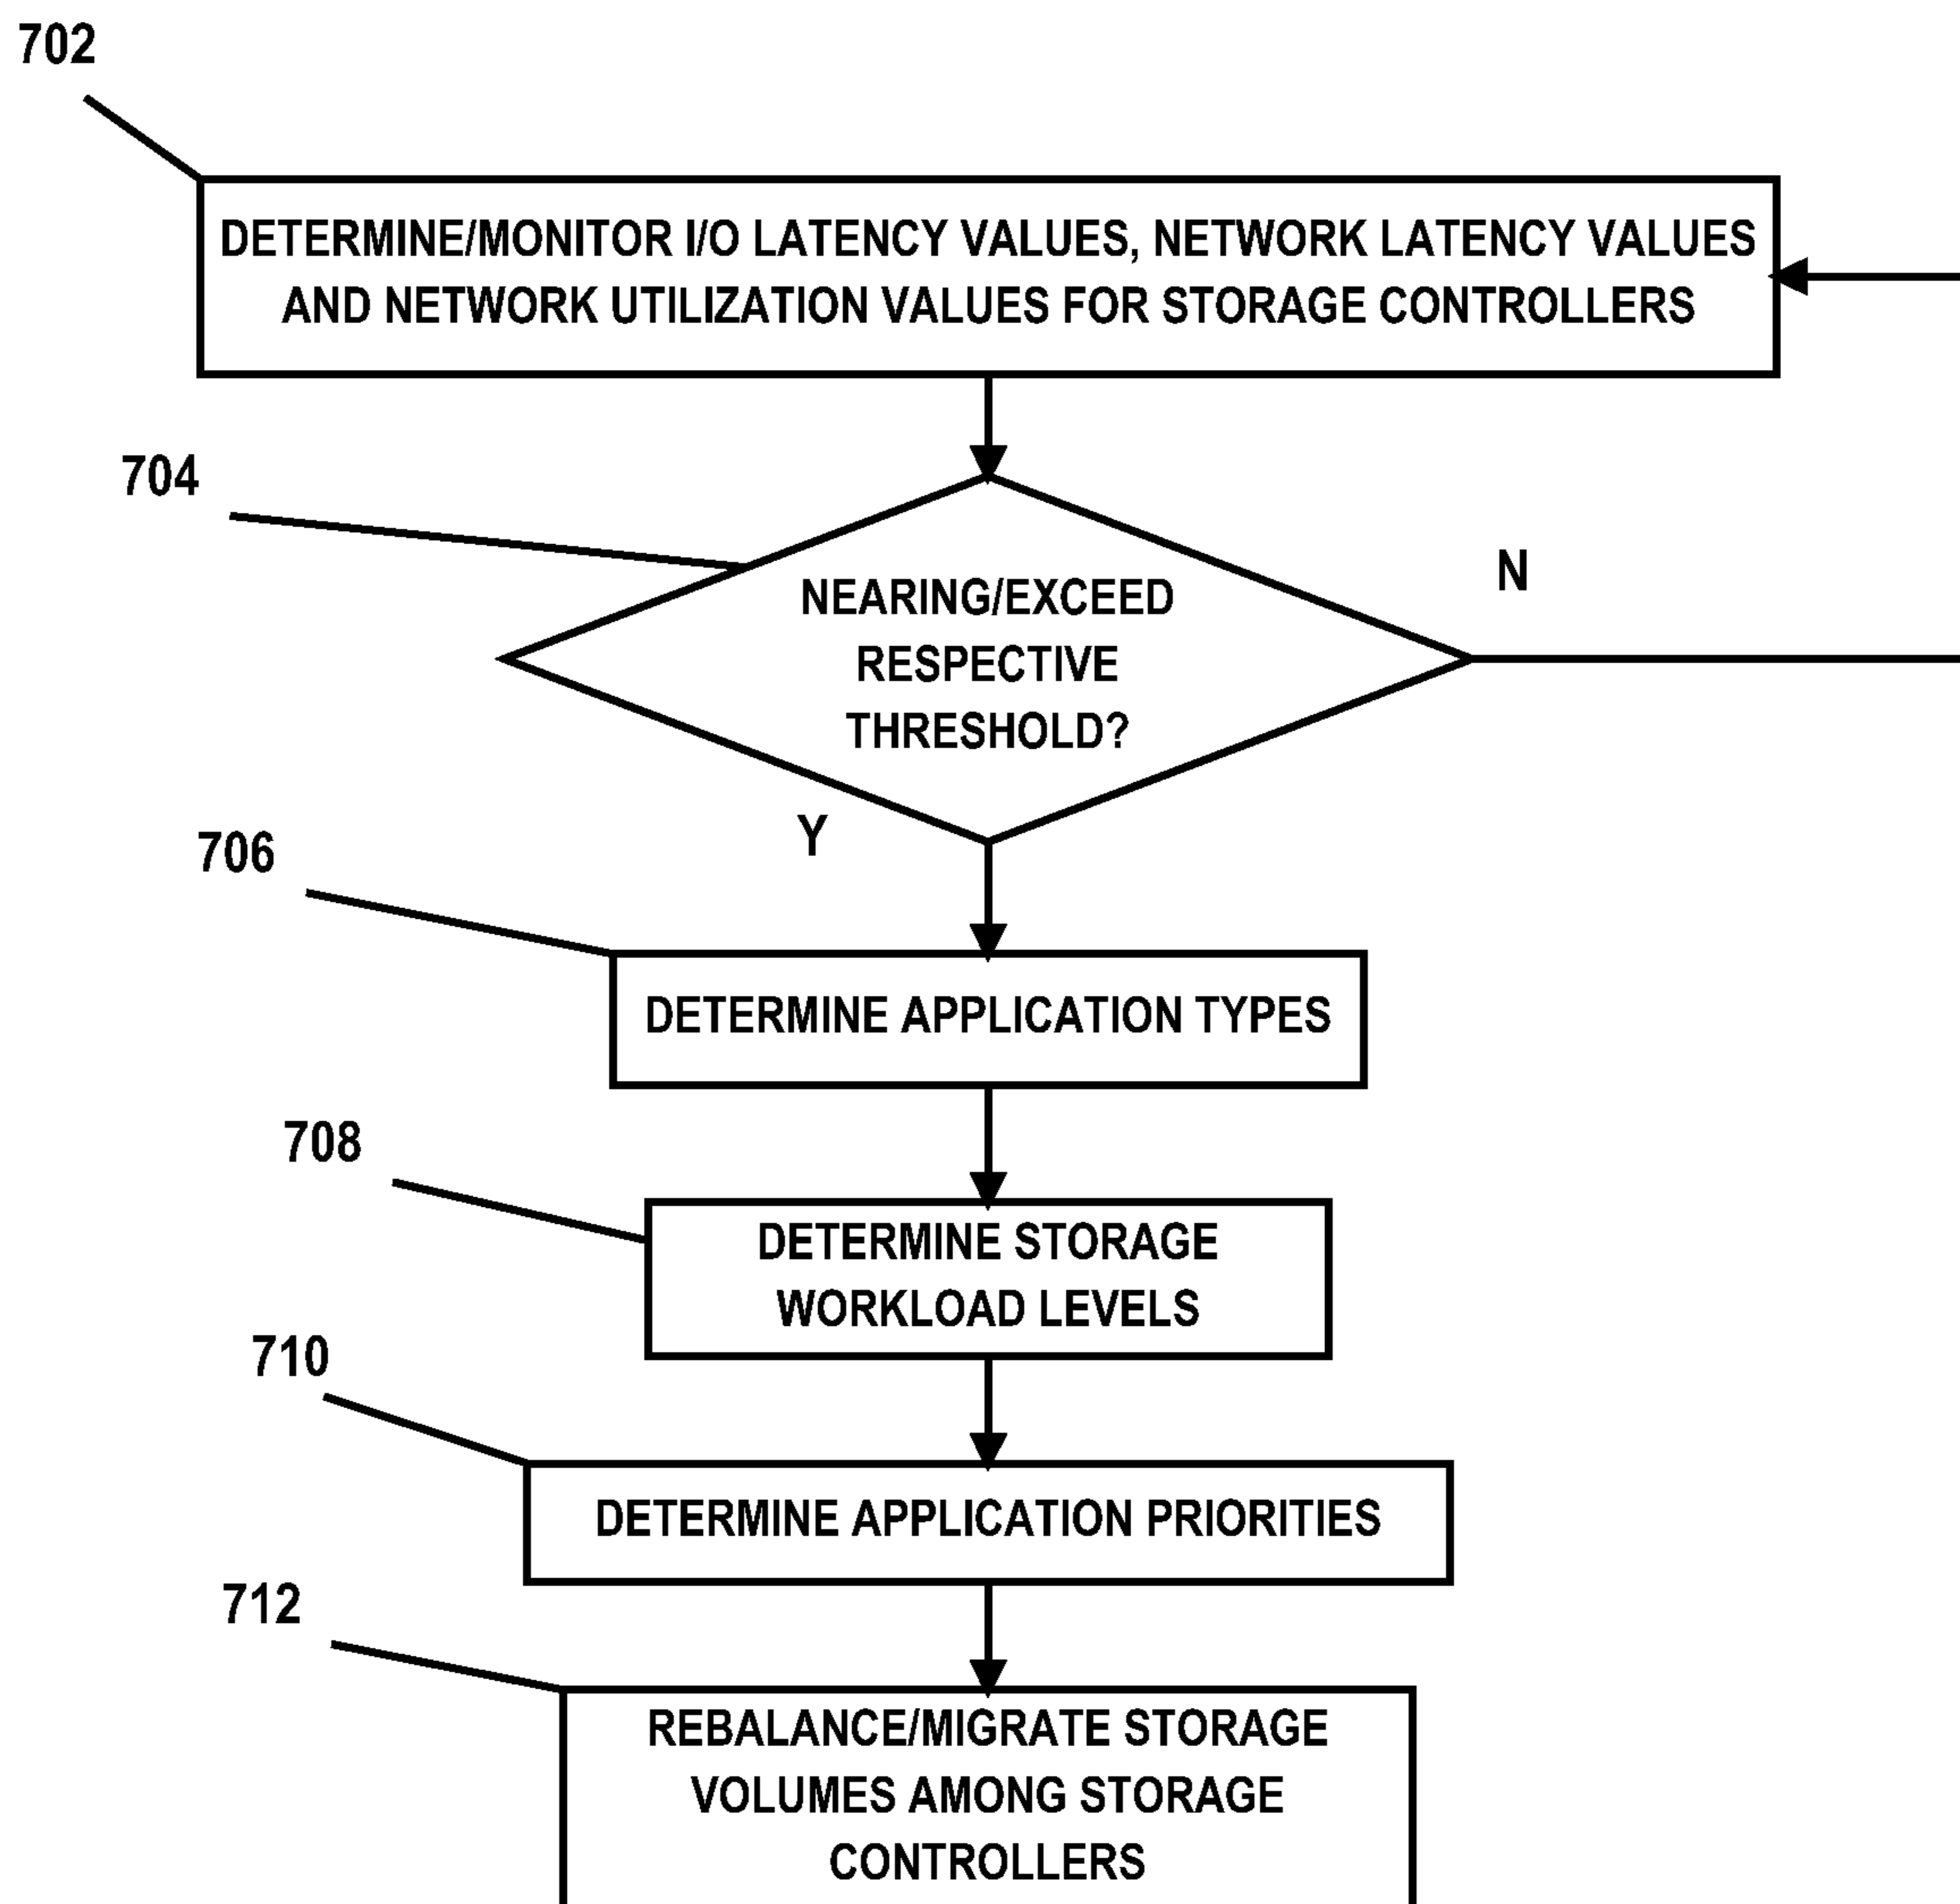 702
DETERMINE/MONITOR I/O LATENCY VALUES, NETWORK LATENCY VALUES
AND NETWORK UTILIZATION VALUES FOR STORAGE CONTROLLERS
704
NEARING/EXCEED
RESPECTIVE
THRESHOLD?
N
Y
706
DETERMINE APPLICATION TYPES
708
DETERMINE STORAGE
WORKLOAD LEVELS
710
DETERMINE APPLICATION PRIORITIES
712
REBALANCE/MIGRATE STORAGE
VOLUMES AMONG STORAGE
CONTROLLERS